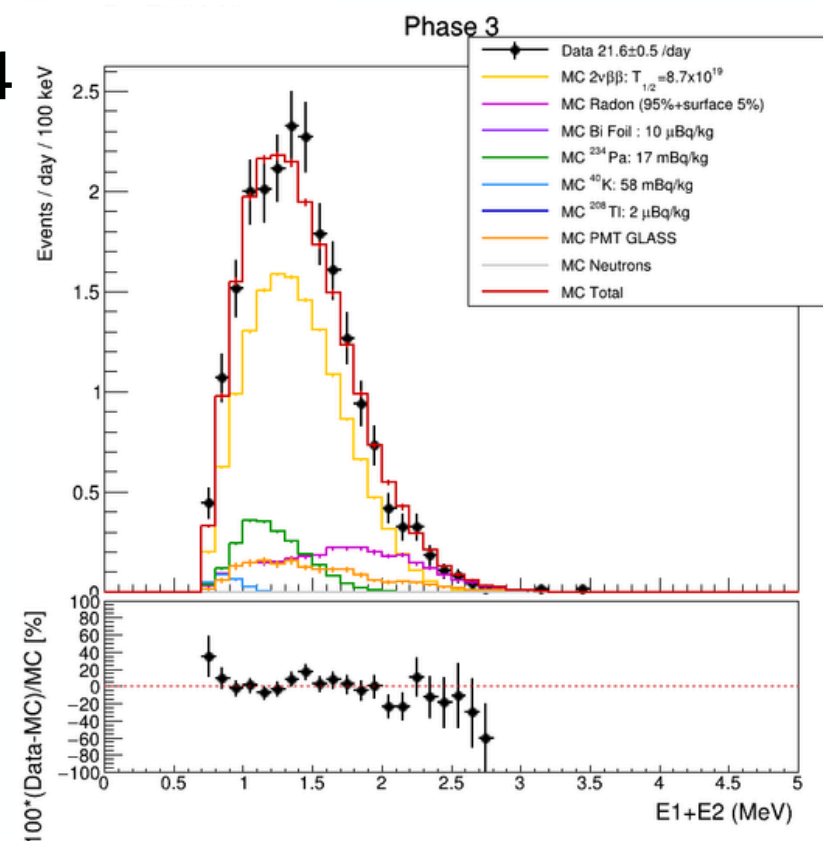 Phase 3
4
Data 21.6±0.5 /day
MC 2νββ: T1/2=8.7x10¹⁹
MC Radon (95%+surface 5%)
MC Bi Foil : 10 μBq/kg
MC ²³⁴Pa: 17 mBq/kg
MC ⁴⁰K: 58 mBq/kg
MC ²⁰⁸Tl: 2 μBq/kg
MC PMT GLASS
MC Neutrons
MC Total
Events / day / 100 keV
2.5
2
1.5
1
0.5
0
100*(Data-MC)/MC [%]
100
80
60
40
20
0
−20
−40
−60
−80
−100
0 0.5 1 1.5 2 2.5 3 3.5 4 4.5 5
E1+E2 (MeV)